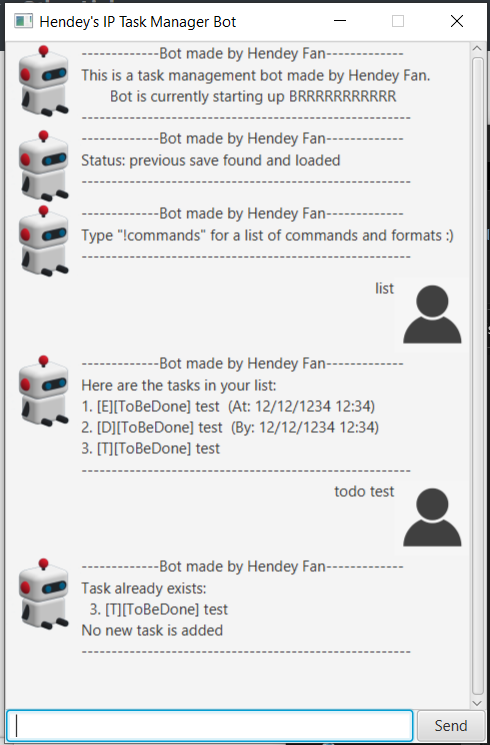 Hendey's IP Task Manager Bot
-------------Bot made by Hendey Fan-------------
This is a task management bot made by Hendey Fan.
Bot is currently starting up BRRRRRRRRRRR
-------------------------------------------------------
-------------Bot made by Hendey Fan-------------
Status: previous save found and loaded
-------------------------------------------------------
-------------Bot made by Hendey Fan-------------
Type "!commands" for a list of commands and formats :)
-------------------------------------------------------
list
-------------Bot made by Hendey Fan-------------
Here are the tasks in your list:
1. [E][ToBeDone] test  (At: 12/12/1234 12:34)
2. [D][ToBeDone] test  (By: 12/12/1234 12:34)
3. [T][ToBeDone] test
-------------------------------------------------------
todo test
-------------Bot made by Hendey Fan-------------
Task already exists:
3. [T][ToBeDone] test
No new task is added
-------------------------------------------------------
Send